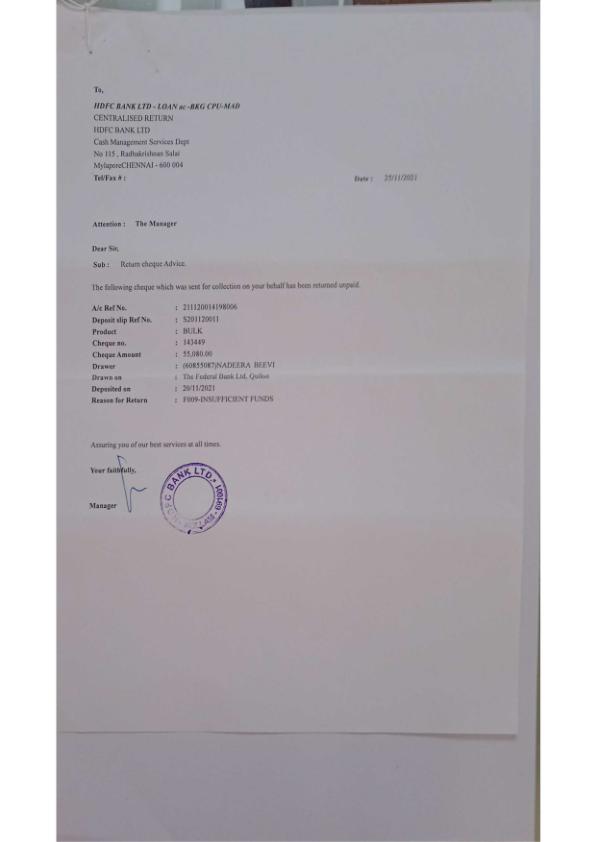 To,
HDFC BANK LTD - LOAN ac -BKG CPU-MAD
CENTRALISED RETURN
HDFC BANK LTD
Cash Management Services Dept
No 115 , Radhakrishnan Salai
MylaporeCHENNAI - 600 004
Tel/Fax # : Date : 25/11/2021
Attention : The Manager
Dear Sir,
Sub : Return cheque Advice.
The following cheque which was sent for collection on your behalf has been returned unpaid.
A/c Ref No. : 211120014198006
Deposit slip Ref No. : S201120011
Product : BULK
Cheque no. : 143449
Cheque Amount : 55,080.00
Drawer : (60855087)NADEERA BEEVI
Drawn on : The Federal Bank Ltd, Quilon
Deposited on : 20/11/2021
Reason for Return : F009-INSUFFICIENT FUNDS
Assuring you of our best services at all times.
Your faithfully,
Manager
HDFC BANK LTD.